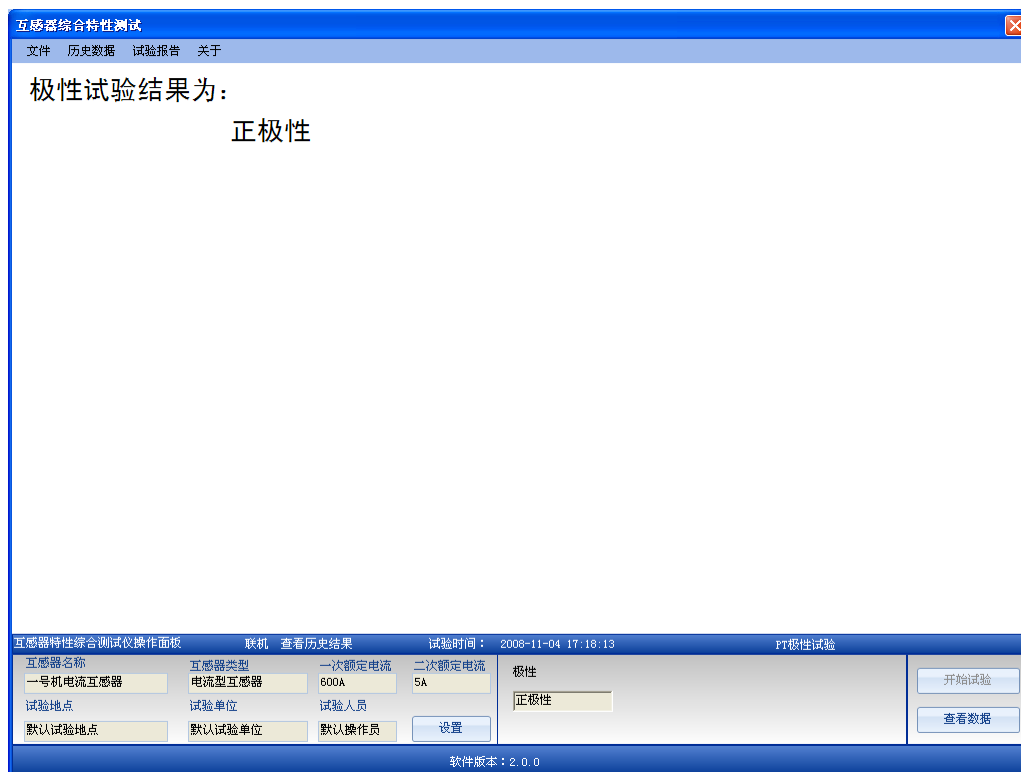 互感器综合特性测试
文件 历史数据 试验报告 关于
极性试验结果为：
正极性
互感器特性综合测试仪操作面板 联机 查看历史结果 试验时间： 2008-11-04 17:18:13 PT极性试验
互感器名称 互感器类型 一次额定电流 二次额定电流 极性
一号机电流互感器 电流型互感器 600A 5A 开始试验
正极性
试验地点 试验单位 试验人员
默认试验地点 默认试验单位 默认操作员 设置 查看数据
软件版本：2.0.0